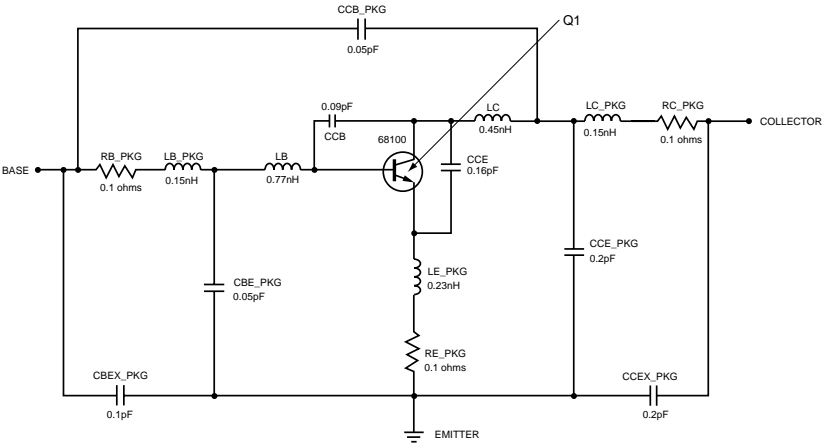 CCB_PKG
0.05pF
Q1
0.09pF
CCB
68100
LC
0.45nH
LC_PKG
0.15nH
RC_PKG
0.1 ohms
COLLECTOR
BASE
RB_PKG
0.1 ohms
LB_PKG
0.15nH
LB
0.77nH
CCE
0.16pF
CBE_PKG
0.05pF
LE_PKG
0.23nH
CCE_PKG
0.2pF
RE_PKG
0.1 ohms
CBEX_PKG
0.1pF
CCEX_PKG
0.2pF
EMITTER